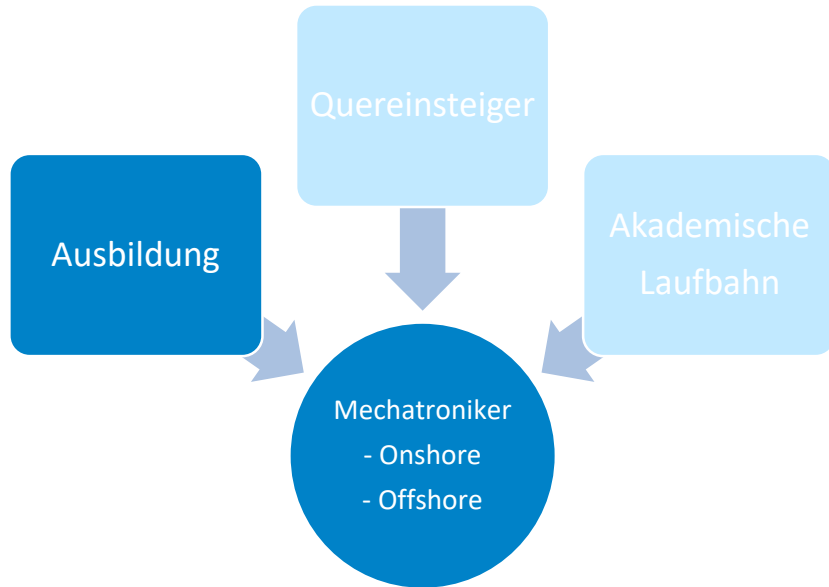 Quereinsteiger
Ausbildung
Akademische
Laufbahn
Mechatroniker
- Onshore
- Offshore